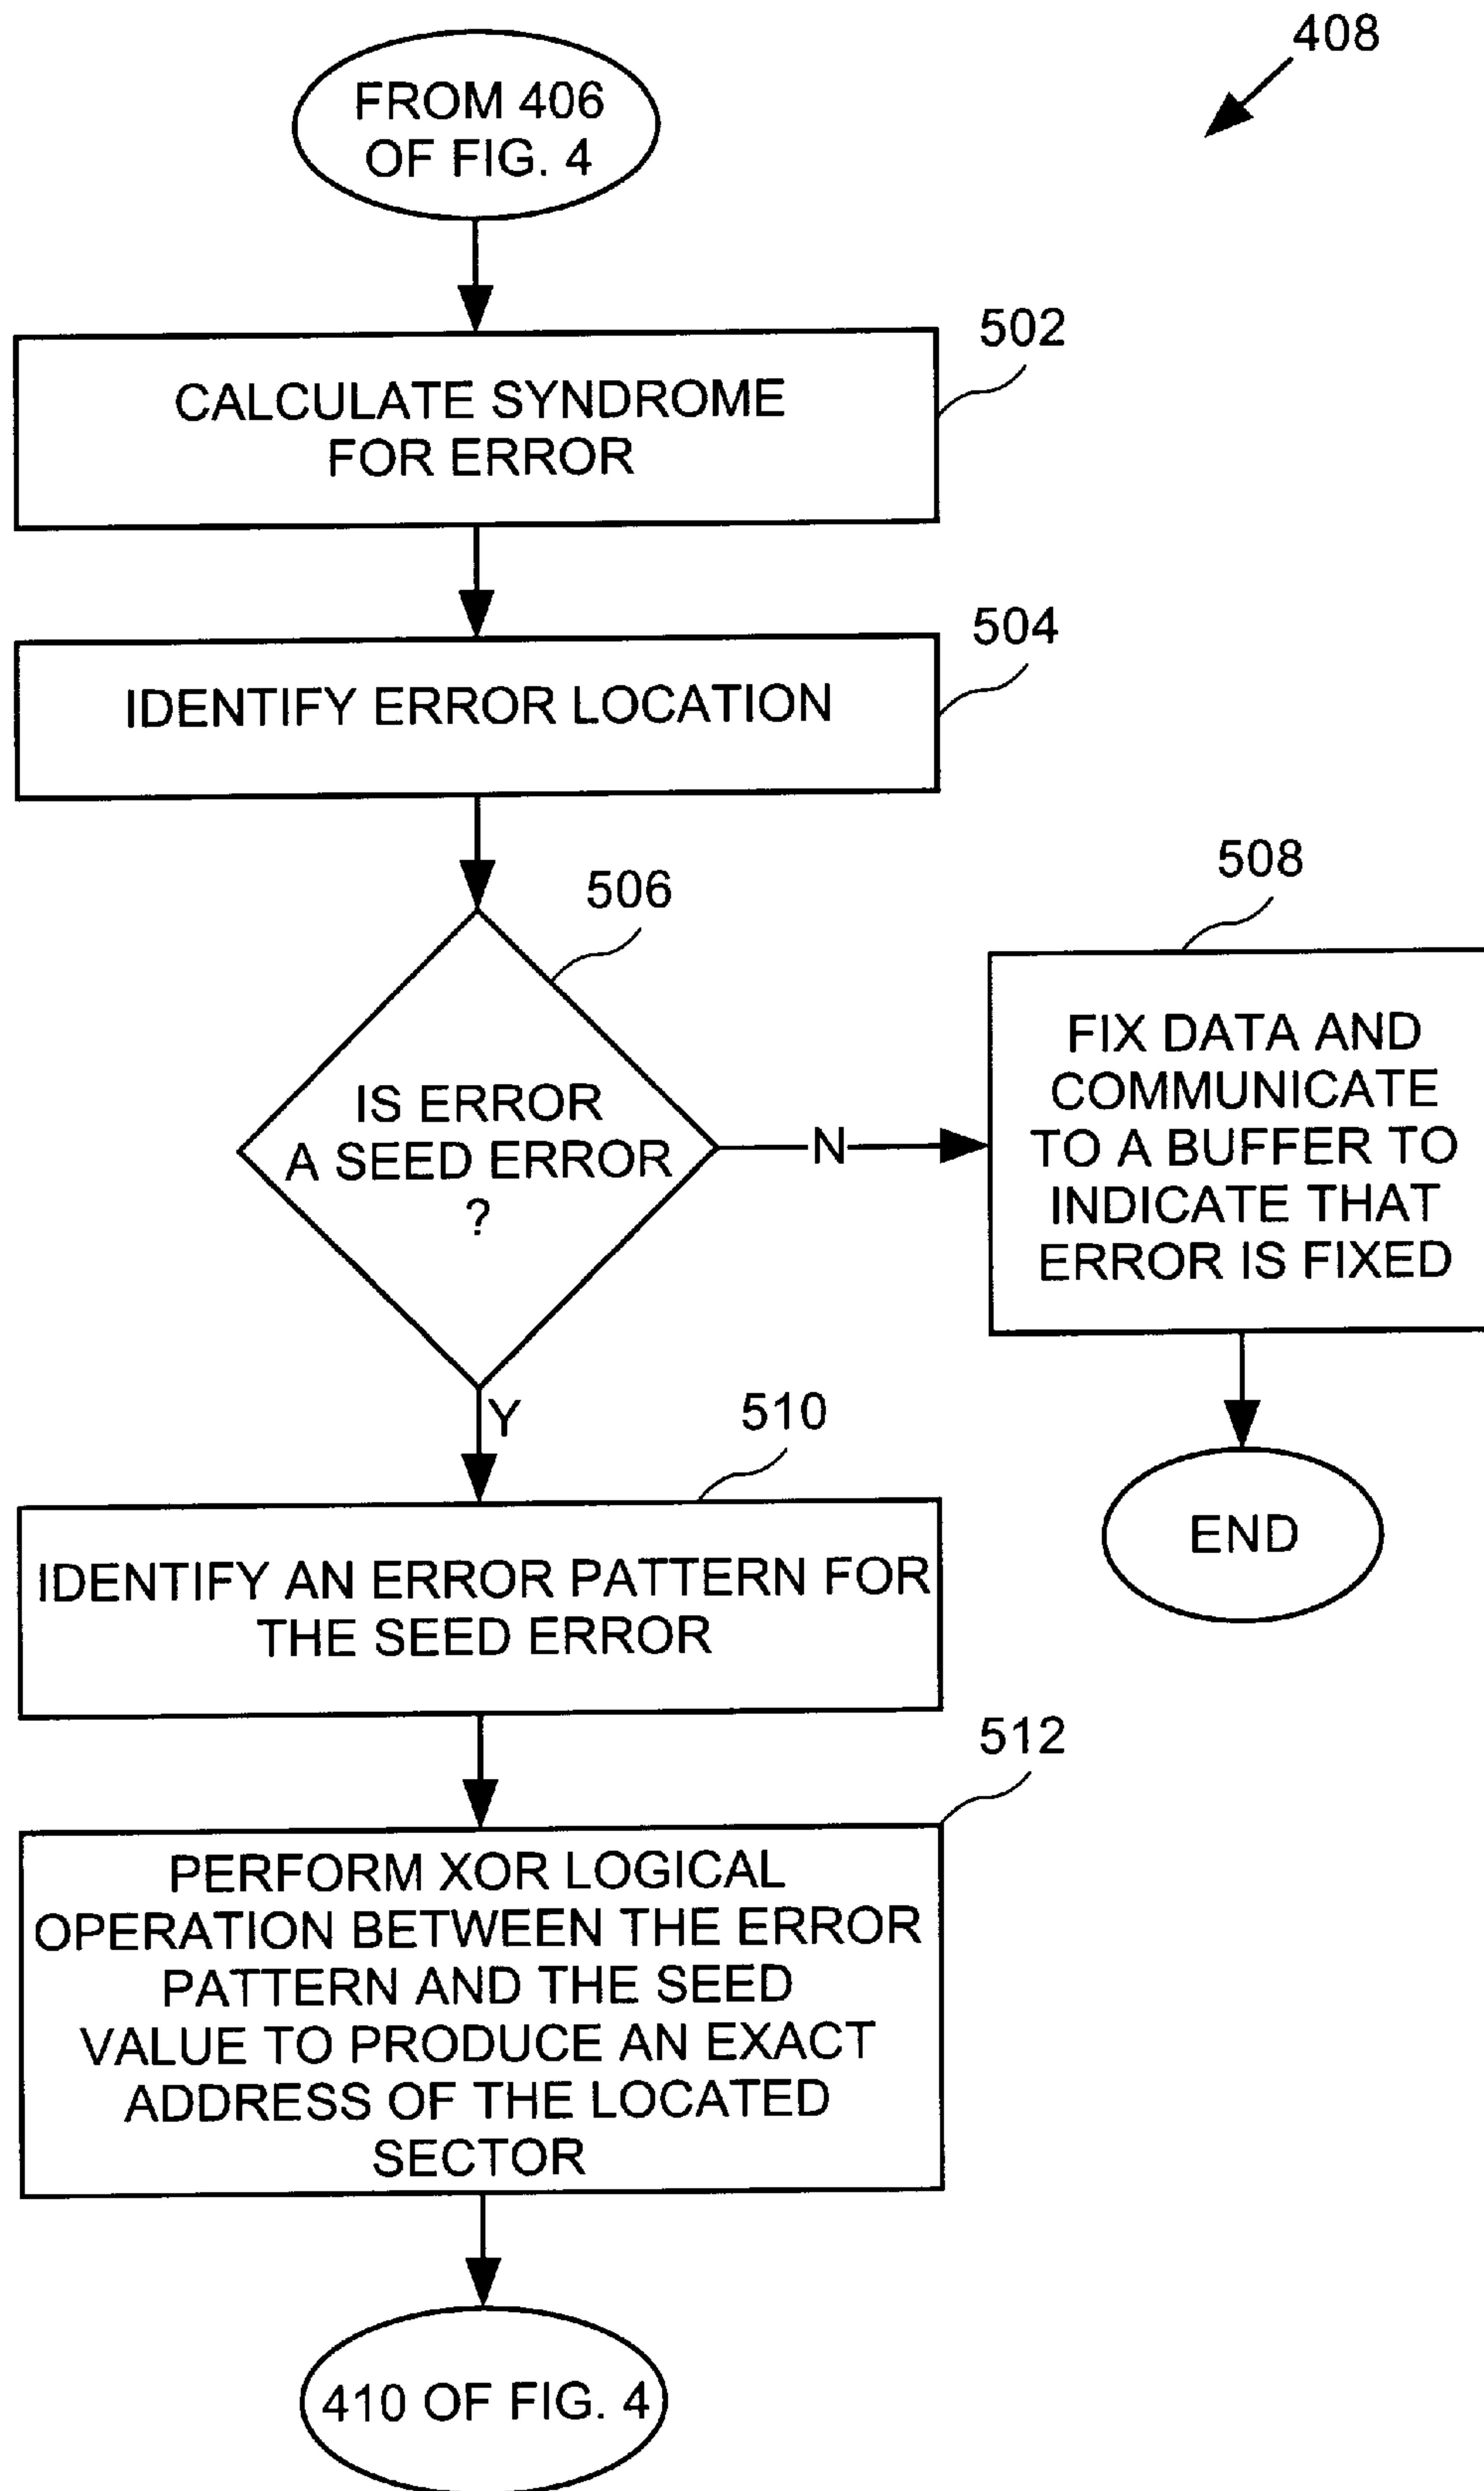 408
FROM 406
OF FIG. 4
502
CALCULATE SYNDROME
FOR ERROR
504
IDENTIFY ERROR LOCATION
506
IS ERROR
A SEED ERROR
?
N
508
FIX DATA AND
COMMUNICATE
TO A BUFFER TO
INDICATE THAT
ERROR IS FIXED
END
Y
510
IDENTIFY AN ERROR PATTERN FOR
THE SEED ERROR
512
PERFORM XOR LOGICAL
OPERATION BETWEEN THE ERROR
PATTERN AND THE SEED
VALUE TO PRODUCE AN EXACT
ADDRESS OF THE LOCATED
SECTOR
410 OF FIG. 4